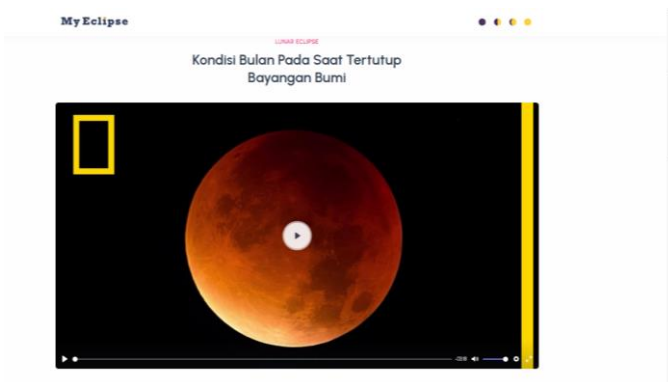 My Eclipse
LUNAR ECLIPSE
Kondisi Bulan Pada Saat Tertutup
Bayangan Bumi